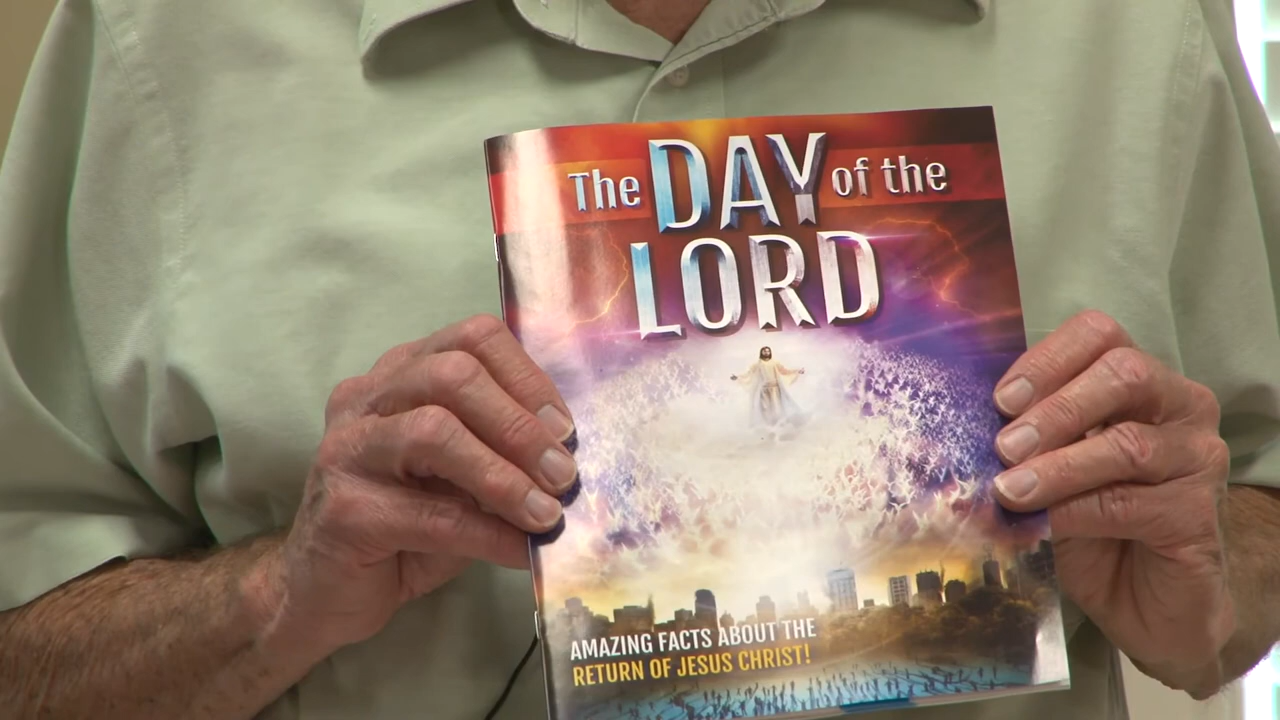 The DAY of the
LORD
AMAZING FACTS ABOUT THE
RETURN OF JESUS CHRIST!